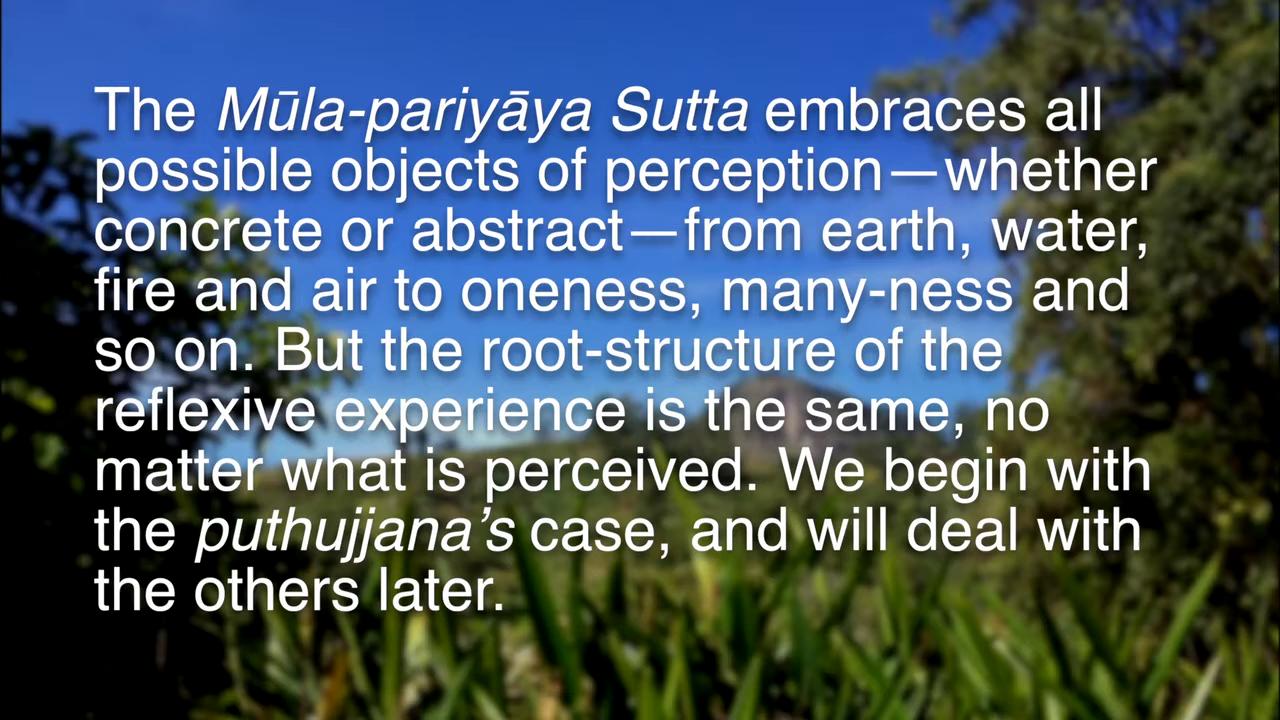 The Mūla-pariyāya Sutta embraces all
possible objects of perception—whether
concrete or abstract—from earth, water,
fire and air to oneness, many-ness and
so on. But the root-structure of the
reflexive experience is the same, no
matter what is perceived. We begin with
the puthujjana’s case, and will deal with
the others later.